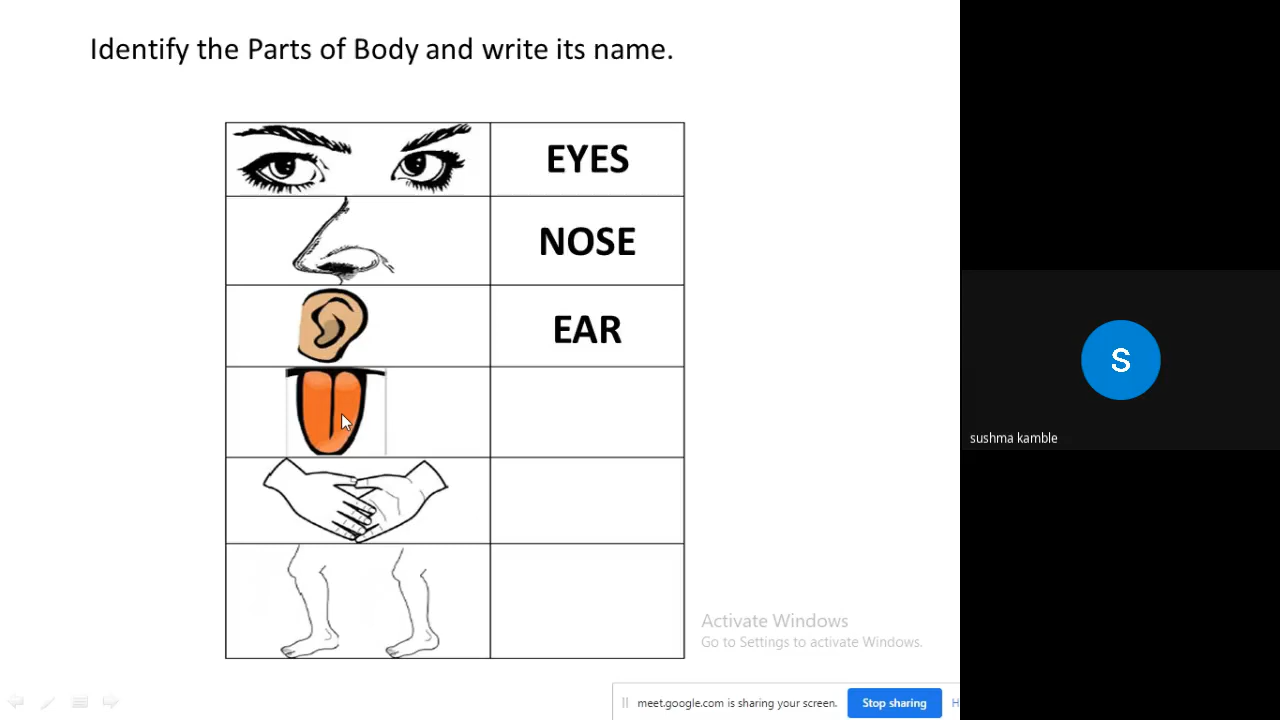 Identify the Parts of Body and write its name.
EYES
NOSE
EAR
S
sushma kamble
Activate Windows
Go to Settings to activate Windows.
meet.google.com is sharing your screen.
Stop sharing
H